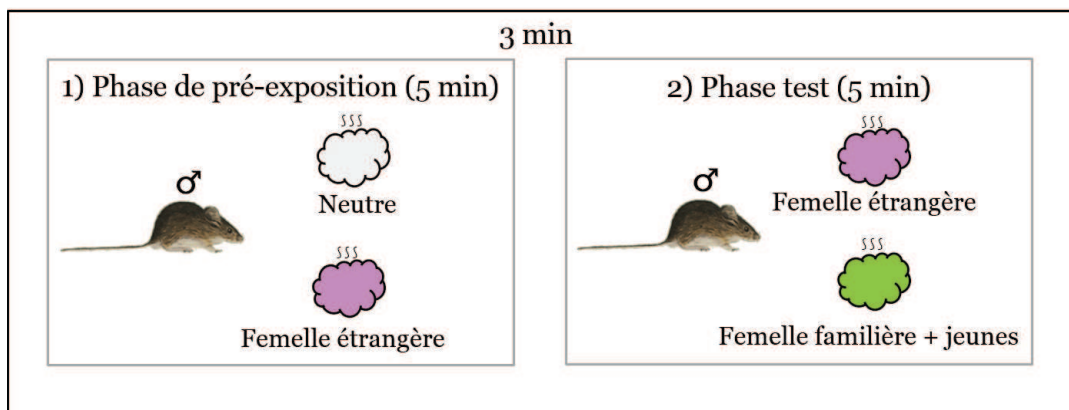 3 min
1) Phase de pré-exposition (5 min)
♂
Neutre
Femelle étrangère
2) Phase test (5 min)
♂
Femelle étrangère
Femelle familière + jeunes